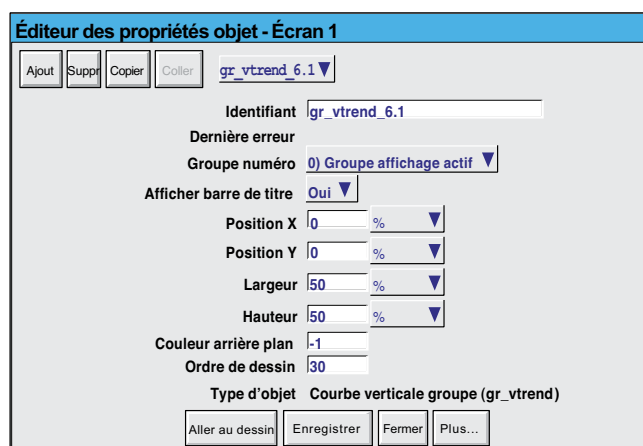 Éditeur des propriétés objet - Écran 1
Ajout Suppr Copier Coller gr_vtrend_6.1
Identifiant gr_vtrend_6.1
Dernière erreur
Groupe numéro 0) Groupe affichage actif
Afficher barre de titre Oui
Position X 0 %
Position Y 0 %
Largeur 50 %
Hauteur 50 %
Couleur arrière plan -1
Ordre de dessin 30
Type d'objet Courbe verticale groupe (gr_vtrend)
Aller au dessin Enregistrer Fermer Plus...